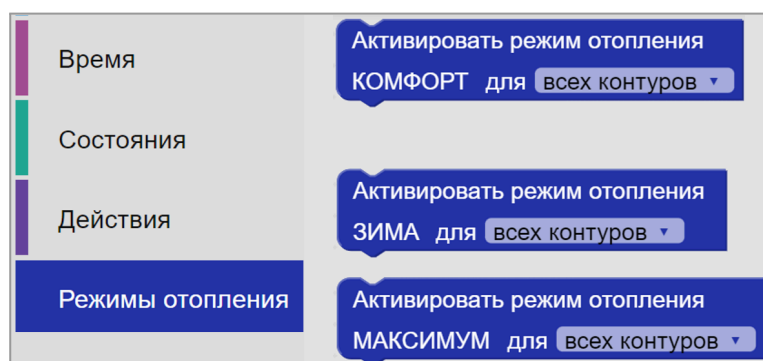 Время
Состояния
Действия
Режимы отопления
Активировать режим отопления
КОМФОРТ для всех контуров
Активировать режим отопления
ЗИМА для всех контуров
Активировать режим отопления
МАКСИМУМ для всех контуров